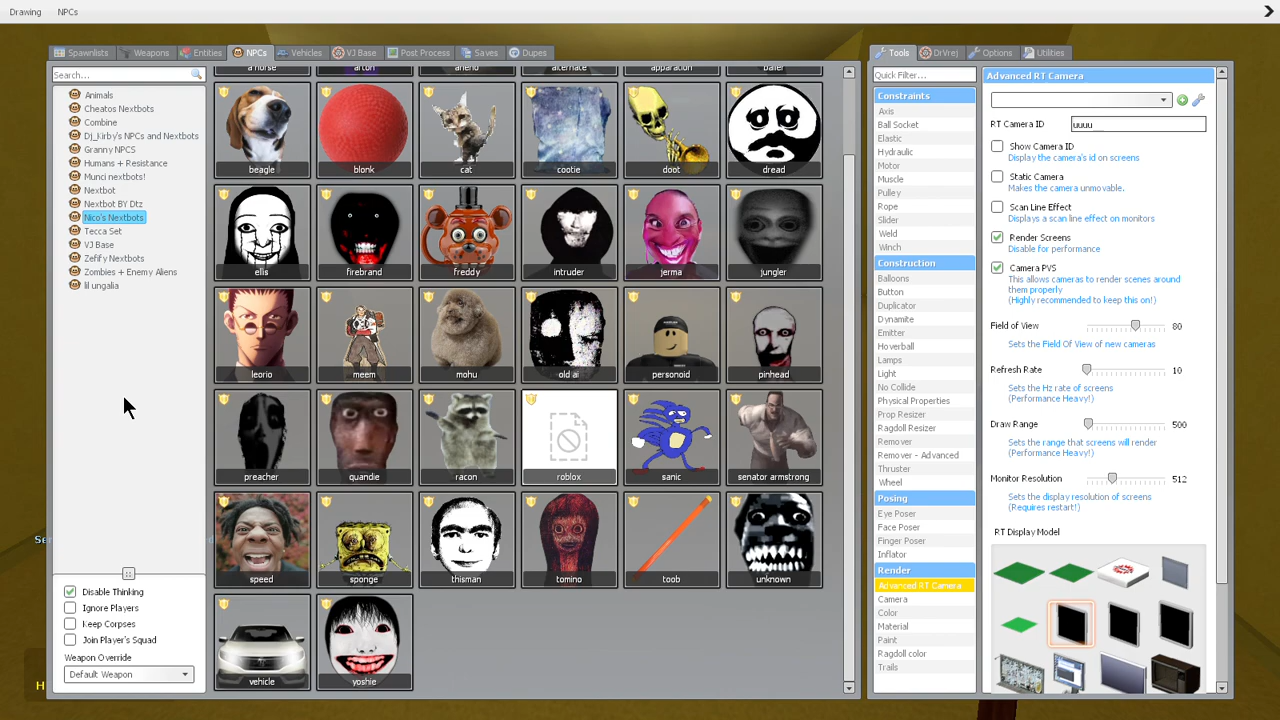 Drawing NPCs
Spawnlists Weapons Entities NPCs Vehicles VJ Base Post Process Saves Dupes
Tools DrVrej Options Utilities
Search...
Animals
Cheatos Nextbots
Combine
Dj_Kirby's NPCs and Nextbots
Granny NPCS
Humans + Resistance
Munci nextbots!
Nextbot
Nextbot BY Dtz
Nico's Nextbots
Tecca Set
VJ Base
Zefify Nextbots
Zombies + Enemy Aliens
lil ungalia
Disable Thinking
Ignore Players
Keep Corpses
Join Player's Squad
Weapon Override
Default Weapon
beagle blonk cat cootie doot dread
ellis firebrand freddy intruder jerma jungler
leorio meem mohu old ai personoid pinhead
preacher quandle racon roblox sanic senator armstrong
speed sponge thisman tomino toob unknown
vehicle yoshie
Quick Filter...
Constraints
Axis
Ball Socket
Elastic
Hydraulic
Motor
Muscle
Pulley
Rope
Slider
Weld
Winch
Construction
Balloons
Button
Duplicator
Dynamite
Emitter
Hoverball
Lamps
Light
No Collide
Physical Properties
Prop Resizer
Ragdoll Resizer
Remover
Remover - Advanced
Thruster
Wheel
Posing
Eye Poser
Face Poser
Finger Poser
Inflator
Render
Advanced RT Camera
Camera
Color
Material
Paint
Ragdoll color
Trails
Advanced RT Camera
RT Camera ID uuuu
Show Camera ID
Display the camera's id on screens
Static Camera
Makes the camera unmovable.
Scan Line Effect
Displays a scan line effect on monitors
Render Screens
Disable for performance
Camera PVS
This allows cameras to render scenes around
them properly
(Highly recommended to keep this on!)
Field of View 80
Sets the Field Of View of new cameras
Refresh Rate 10
Sets the Hz rate of screens
(Performance Heavy!)
Draw Range 500
Sets the range that screens will render
(Performance Heavy!)
Monitor Resolution 512
Sets the display resolution of screens
(Requires restart!)
RT Display Model